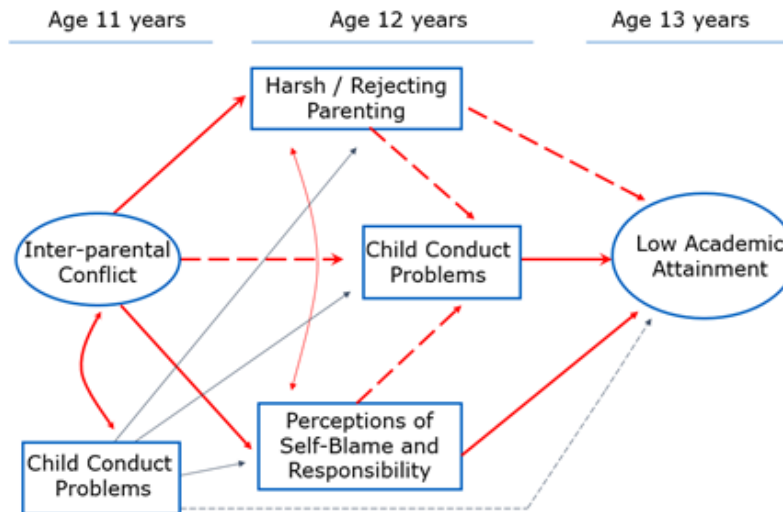 Age 11 years
Age 12 years
Age 13 years
Harsh / Rejecting
Parenting
Inter-parental
Conflict
Child Conduct
Problems
Low Academic
Attainment
Child Conduct
Problems
Perceptions of
Self-Blame and
Responsibility